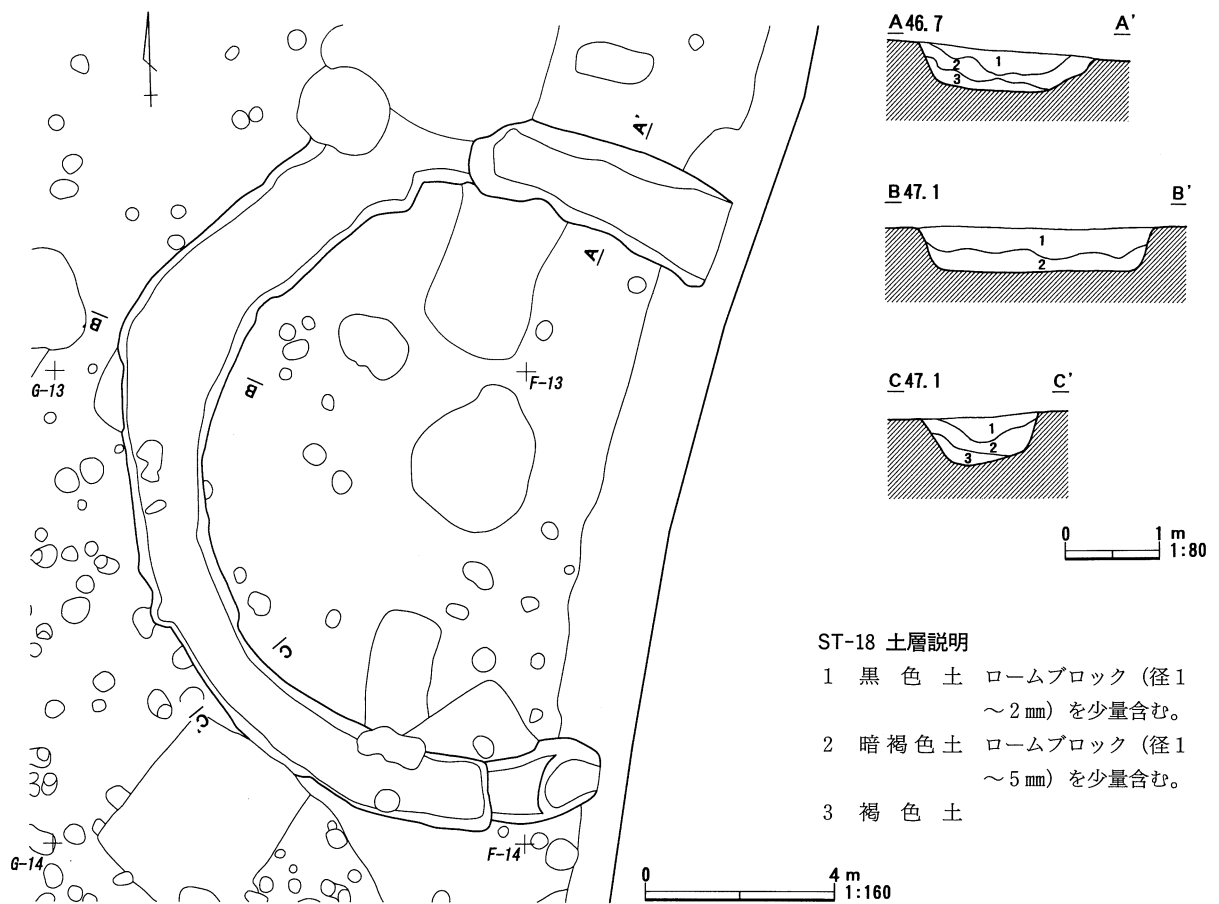 A 46.7 A'
1
2
3
B 47.1 B'
1
2
C 47.1 C'
1
2
3
0 1 m
1:80
A'
A
B'
B
G-13
F-13
C
C'
G-14
F-14
ST-18 土層説明
1 黒色土 ロームブロック（径1
～2㎜）を少量含む。
2 暗褐色土 ロームブロック（径1
～5㎜）を少量含む。
3 褐色土
0 4 m
1:160